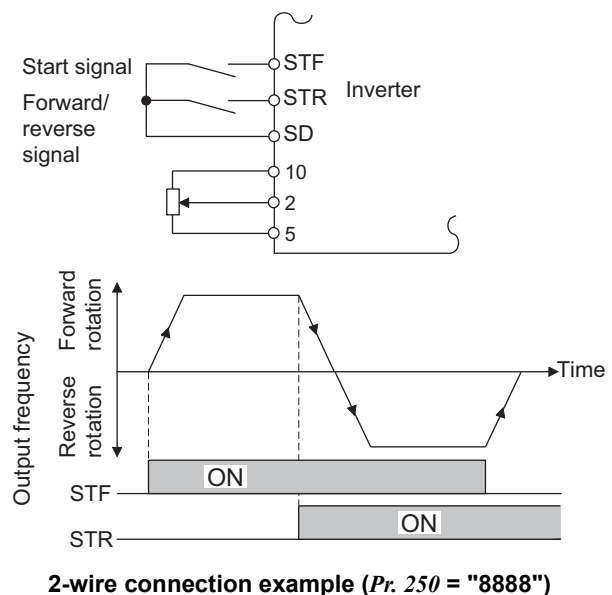 Start signal
Forward/
reverse
signal
STF
STR
SD
10
2
5
Inverter
Output frequency
Forward
rotation
Reverse
rotation
Time
STF
ON
STR
ON
2-wire connection example (Pr. 250 = "8888")